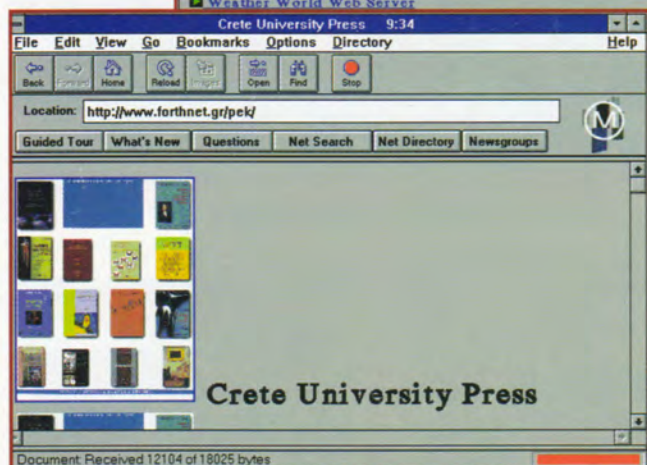 Weather World Web Server
Crete University Press 9:34
File Edit View Go Bookmarks Options Directory Help
Back Forward Home Reload Images Open Find Stop
Location: http://www.forthnet.gr/pek/
M
Guided Tour What's New Questions Net Search Net Directory Newsgroups
Crete University Press
Document: Received 12104 of 18025 bytes